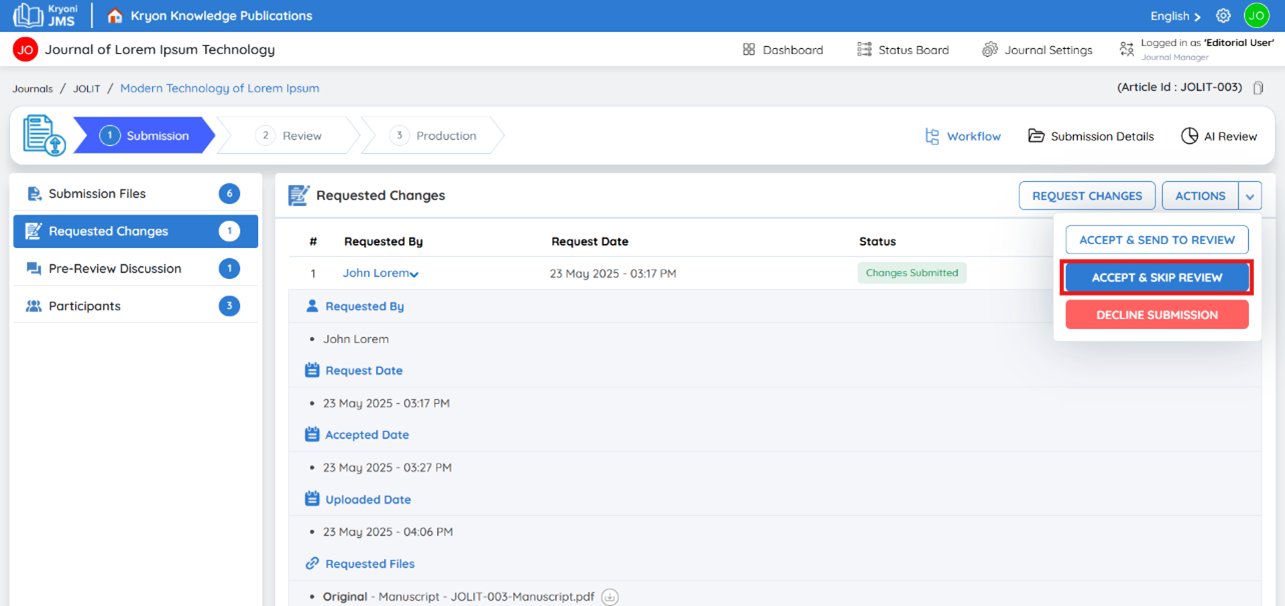 Kryoni JMS Kryon Knowledge Publications English JO
JO Journal of Lorem Ipsum Technology Dashboard Status Board Journal Settings Logged in as 'Editorial User'
Journal Manager
Journals / JOLIT / Modern Technology of Lorem Ipsum (Article Id : JOLIT-003)
1 Submission 2 Review 3 Production Workflow Submission Details AI Review
Submission Files 6
Requested Changes 1
Pre-Review Discussion 1
Participants 3
Requested Changes REQUEST CHANGES ACTIONS
ACCEPT & SEND TO REVIEW
ACCEPT & SKIP REVIEW
DECLINE SUBMISSION
# Requested By Request Date Status
1 John Lorem 23 May 2025 - 03:17 PM Changes Submitted
Requested By
• John Lorem
Request Date
• 23 May 2025 - 03:17 PM
Accepted Date
• 23 May 2025 - 03:27 PM
Uploaded Date
• 23 May 2025 - 04:06 PM
Requested Files
• Original - Manuscript - JOLIT-003-Manuscript.pdf